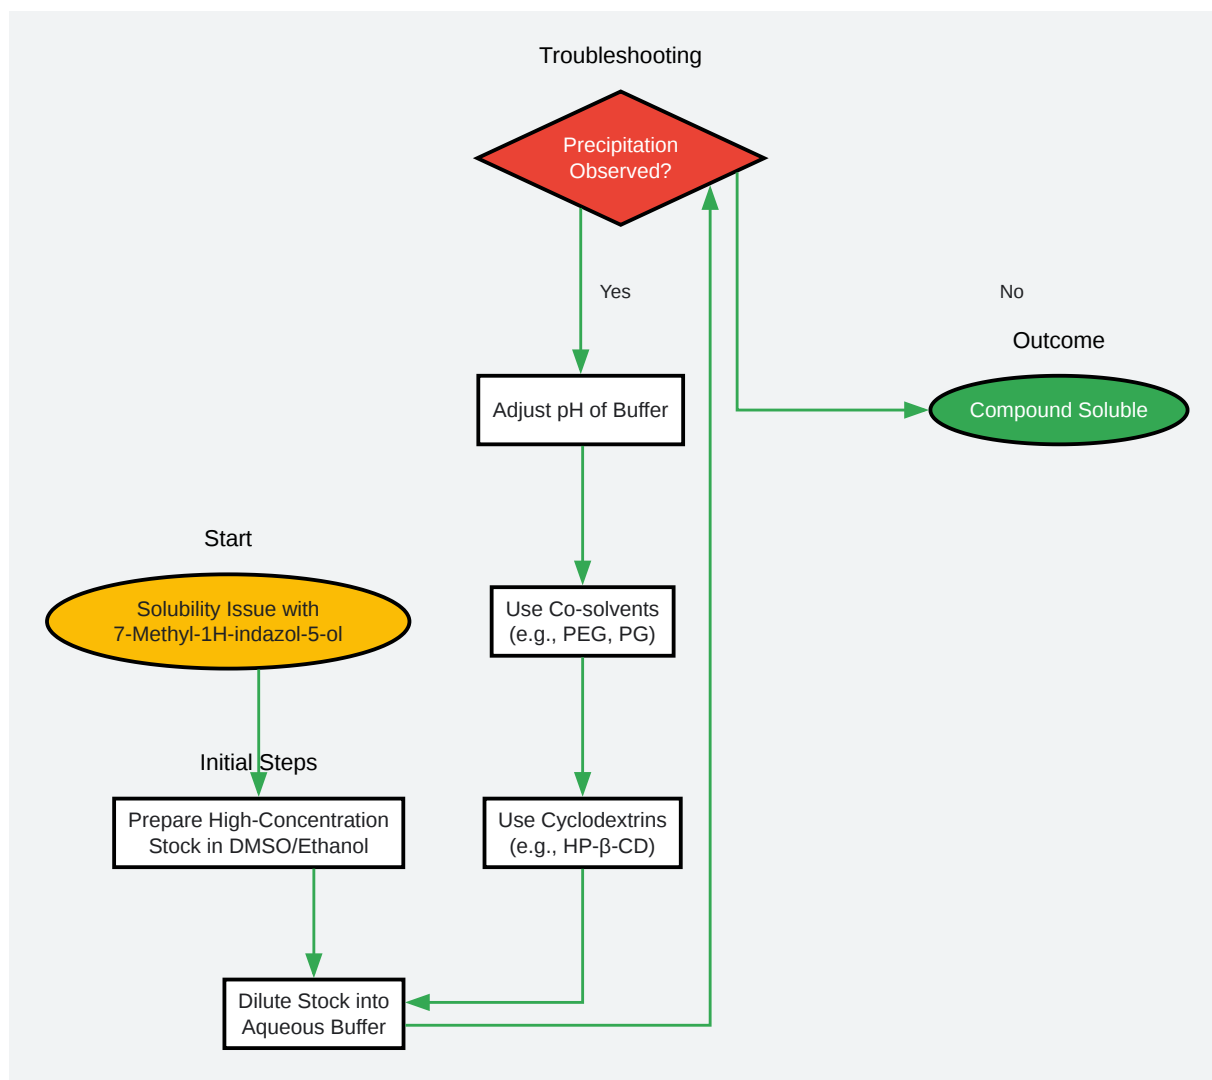 Troubleshooting
Precipitation
Observed?
Yes
No
Outcome
Adjust pH of Buffer
Compound Soluble
Start
Solubility Issue with
7-Methyl-1H-indazol-5-ol
Use Co-solvents
(e.g., PEG, PG)
Initial Steps
Prepare High-Concentration
Stock in DMSO/Ethanol
Use Cyclodextrins
(e.g., HP-β-CD)
Dilute Stock into
Aqueous Buffer